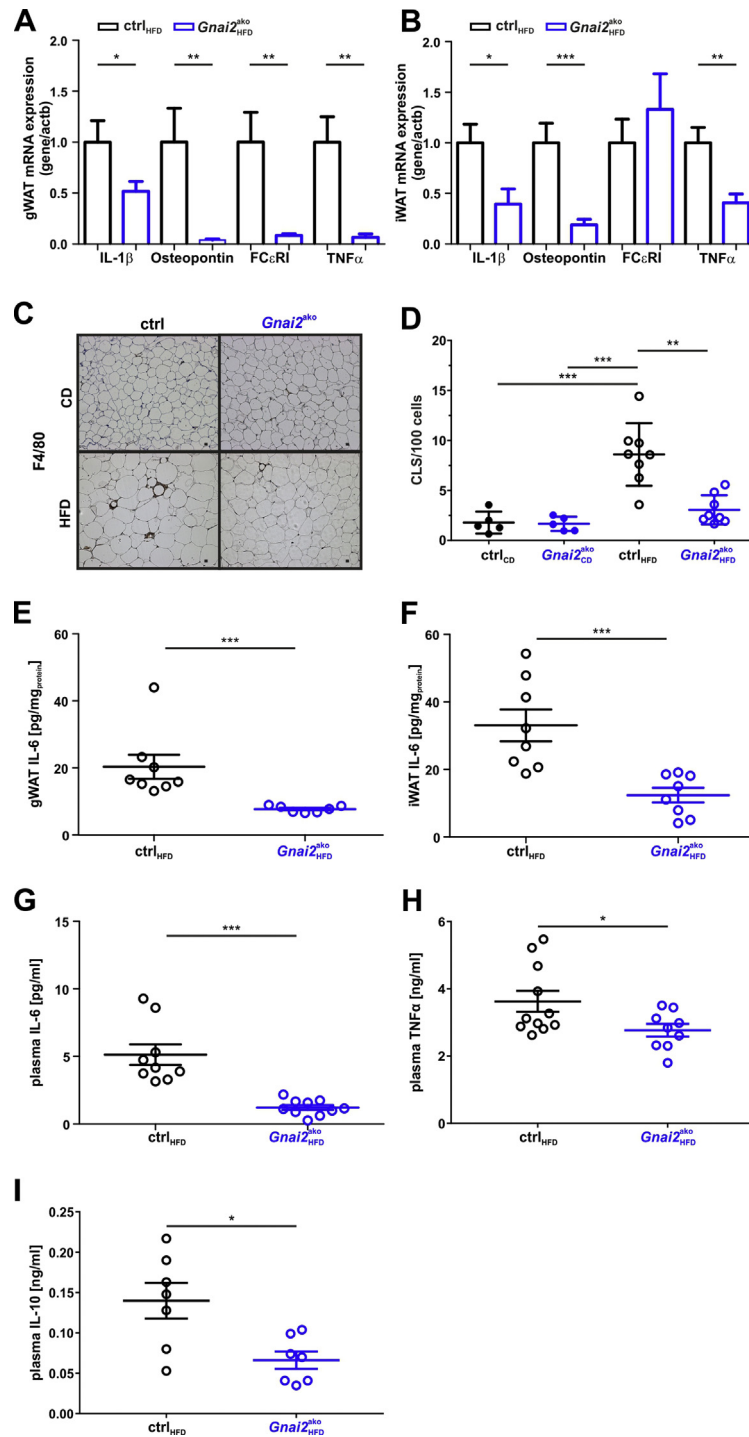 A
ctrlHFD Gnai2akoHFD
gWAT mRNA expression
(gene/actb)
2.0
1.5
1.0
0.5
0.0
* ** ** **
IL-1β Osteopontin FCεRI TNFα
B
ctrlHFD Gnai2akoHFD
iWAT mRNA expression
(gene/actb)
2.0
1.5
1.0
0.5
0.0
* *** **
IL-1β Osteopontin FCεRI TNFα
C
ctrl Gnai2ako
F4/80
CD
HFD
D
CLS/100 cells
20
15
10
5
0
*** **
***
ctrlCD Gnai2akoCD ctrlHFD Gnai2akoHFD
E
gWAT IL-6 [pg/mgprotein]
60
40
20
0
***
ctrlHFD Gnai2akoHFD
F
iWAT IL-6 [pg/mgprotein]
60
40
20
0
***
ctrlHFD Gnai2akoHFD
G
plasma IL-6 [pg/ml]
15
10
5
0
***
ctrlHFD Gnai2akoHFD
H
plasma TNFα [ng/ml]
6
4
2
0
*
ctrlHFD Gnai2akoHFD
I
plasma IL-10 [ng/ml]
0.25
0.20
0.15
0.10
0.05
0.00
*
ctrlHFD Gnai2akoHFD